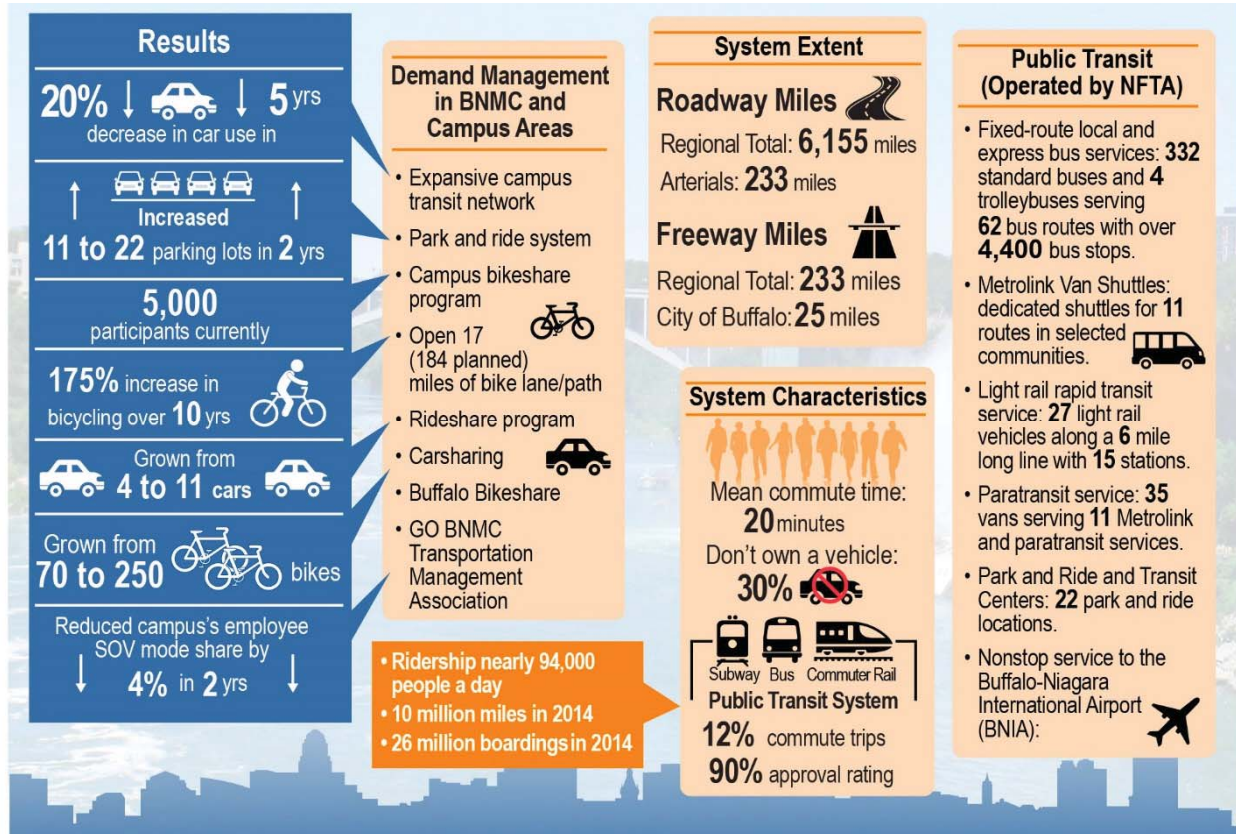 Results
20% 5 yrs
decrease in car use in
Increased
11 to 22 parking lots in 2 yrs
5,000
participants currently
175% increase in
bicycling over 10 yrs
Grown from
4 to 11 cars
Grown from
70 to 250 bikes
Reduced campus's employee
SOV mode share by
4% in 2 yrs
Demand Management
in BNMC and
Campus Areas
• Expansive campus
transit network
• Park and ride system
• Campus bikeshare
program
• Open 17
(184 planned)
miles of bike lane/path
• Rideshare program
• Carsharing
• Buffalo Bikeshare
• GO BNMC
Transportation
Management
Association
• Ridership nearly 94,000
people a day
• 10 million miles in 2014
• 26 million boardings in 2014
System Extent
Roadway Miles
Regional Total: 6,155 miles
Arterials: 233 miles
Freeway Miles
Regional Total: 233 miles
City of Buffalo: 25 miles
System Characteristics
Mean commute time:
20 minutes
Don't own a vehicle:
30%
Subway Bus Commuter Rail
Public Transit System
12% commute trips
90% approval rating
Public Transit
(Operated by NFTA)
• Fixed-route local and
express bus services: 332
standard buses and 4
trolleybuses serving
62 bus routes with over
4,400 bus stops.
• Metrolink Van Shuttles:
dedicated shuttles for 11
routes in selected
communities.
• Light rail rapid transit
service: 27 light rail
vehicles along a 6 mile
long line with 15 stations.
• Paratransit service: 35
vans serving 11 Metrolink
and paratransit services.
• Park and Ride and Transit
Centers: 22 park and ride
locations.
• Nonstop service to the
Buffalo-Niagara
International Airport
(BNIA):